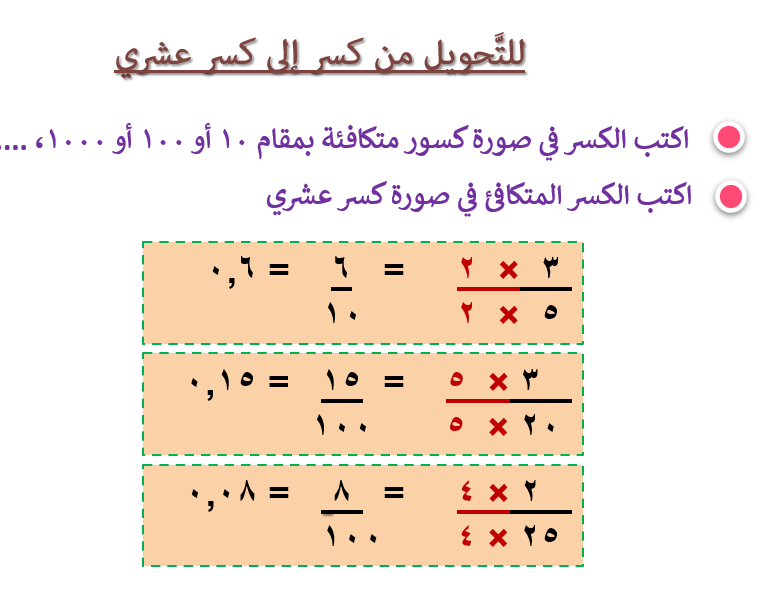 للتَّحويل من كسر إلى كسر عشري
اكتب الكسر في صورة كسور متكافئة بمقام ١٠ أو ١٠٠ أو ١٠٠٠، ....
اكتب الكسر المتكافئ في صورة كسر عشري
٣ × ٢ = ٦ = ٠,٦
٥ × ٢ ١٠
٣ × ٥ = ١٥ = ٠,١٥
٢٠ × ٥ ١٠٠
٢ × ٤ = ٨ = ٠,٠٨
٢٥ × ٤ ١٠٠